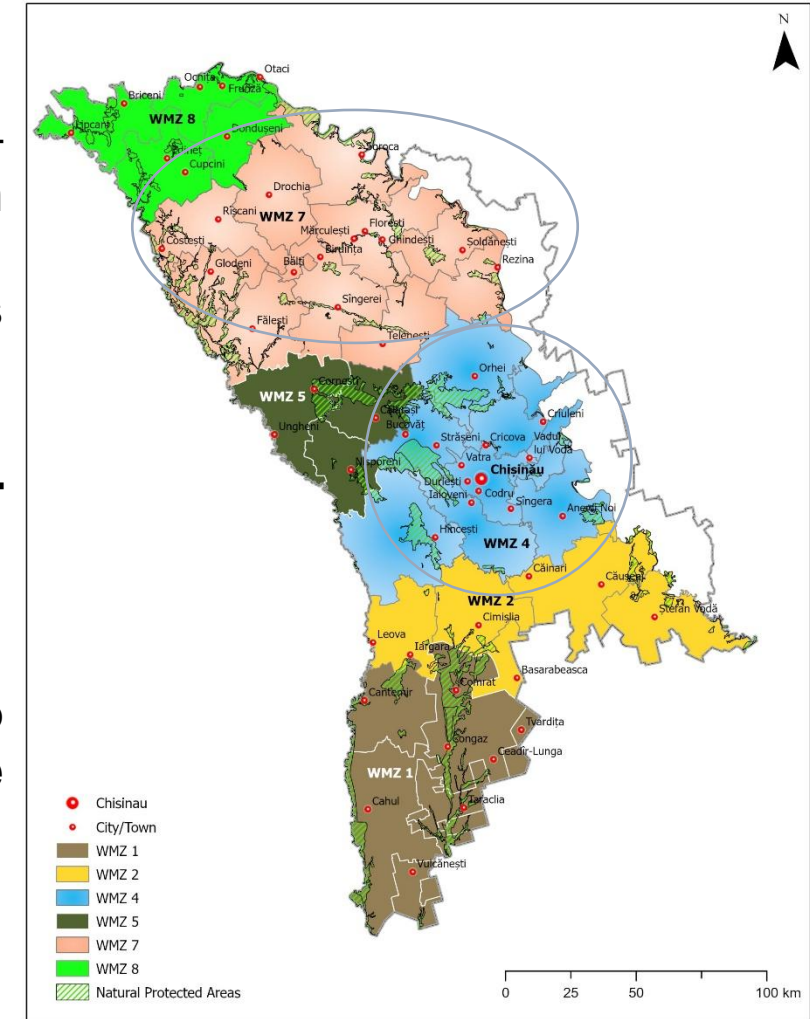 N
Otaci
Ocnița
Frunză
Briceni
WMZ 8
Lipcani
Dondușeni
Edineț
Soroca
Cupcini
Drochia
Rîșcani
WMZ 7
Florești
Mărculești
Ghindești
Costești
Biruința
Șoldănești
Glodeni
Bălți
Rezina
Sîngerei
Fălești
Telenești
Cornești
Orhei
WMZ 5
Călărași
Criuleni
Ungheni
Bucovăț
Strășeni
Cricova
Vadul
lui Vodă
Vatra
Nisporeni
Chișinău
Durlești
Codru
Ialoveni
Sîngera
Anenii Noi
Hîncești
WMZ 4
Căinari
Căușeni
WMZ 2
Ștefan Vodă
Cimișlia
Leova
Iargara
Basarabeasca
Comrat
Cantemir
Tvardița
Congaz
Ceadîr-Lunga
WMZ 1
Cahul
Taraclia
Vulcănești
Chisinau
City/Town
WMZ 1
WMZ 2
WMZ 4
WMZ 5
WMZ 7
WMZ 8
Natural Protected Areas
0 25 50 100 km